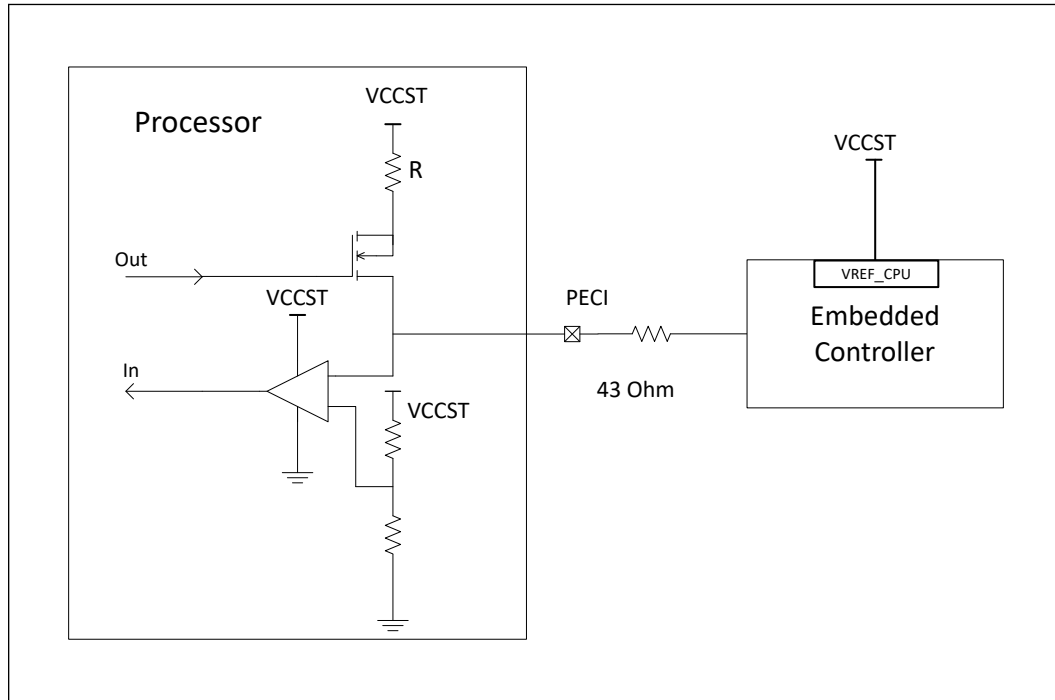 Processor
VCCST
R
Out
VCCST
In
VCCST
PECI
43 Ohm
VCCST
VREF_CPU
Embedded
Controller